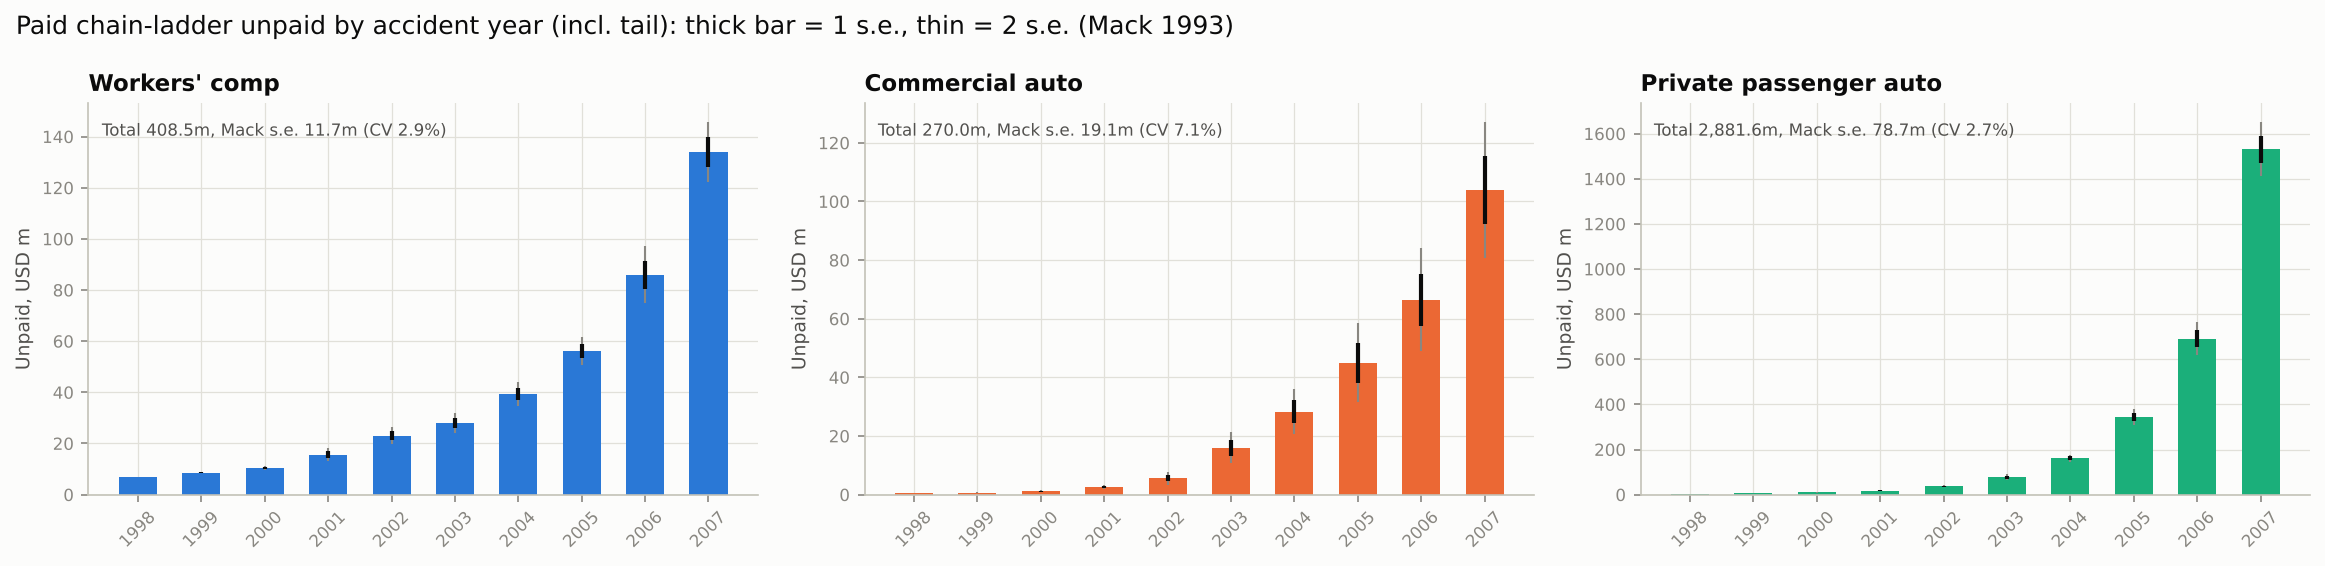 Paid chain-ladder unpaid by accident year (incl. tail): thick bar = 1 s.e., thin = 2 s.e. (Mack 1993)
Workers' comp
Total 408.5m, Mack s.e. 11.7m (CV 2.9%)
Unpaid, USD m
140
120
100
80
60
40
20
0
1998 1999 2000 2001 2002 2003 2004 2005 2006 2007
Commercial auto
Total 270.0m, Mack s.e. 19.1m (CV 7.1%)
Unpaid, USD m
120
100
80
60
40
20
0
1998 1999 2000 2001 2002 2003 2004 2005 2006 2007
Private passenger auto
Total 2,881.6m, Mack s.e. 78.7m (CV 2.7%)
Unpaid, USD m
1600
1400
1200
1000
800
600
400
200
0
1998 1999 2000 2001 2002 2003 2004 2005 2006 2007